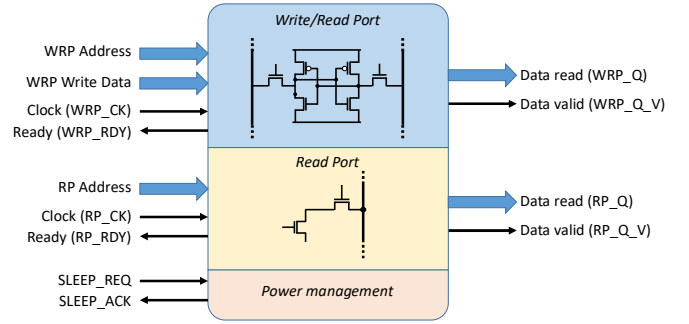 Write/Read Port
WRP Address
WRP Write Data
Clock (WRP_CK)
Ready (WRP_RDY)
Data read (WRP_Q)
Data valid (WRP_Q_V)
Read Port
RP Address
Clock (RP_CK)
Ready (RP_RDY)
Data read (RP_Q)
Data valid (RP_Q_V)
SLEEP_REQ
SLEEP_ACK
Power management